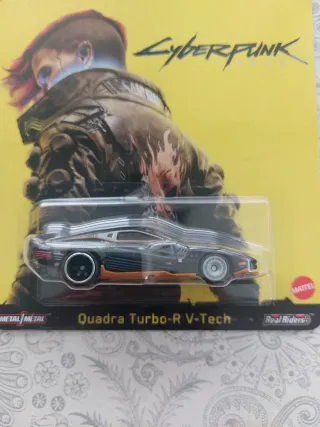 CYBERPUNK
Quadra Turbo-R V-Tech
MATTEL
METAL/METAL
Real Riders